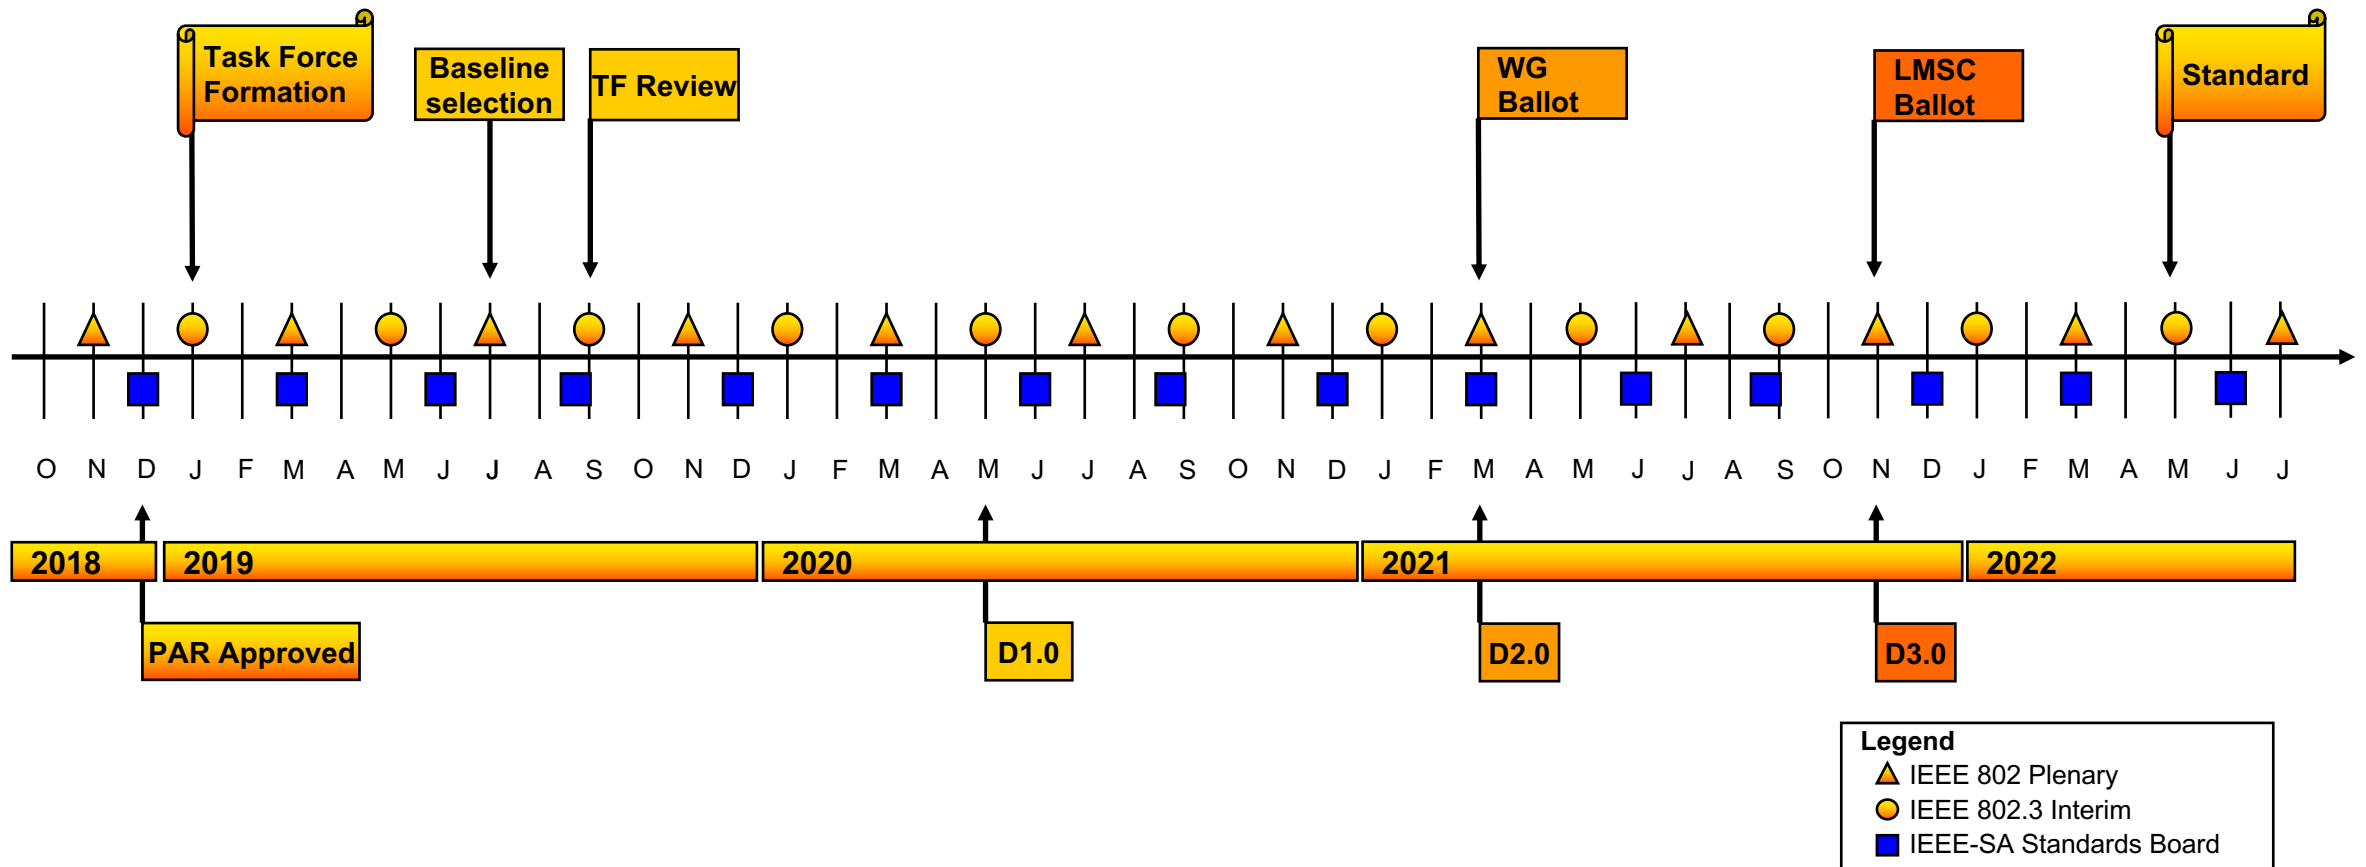 Task Force
Formation
Baseline
selection
TF Review
WG
Ballot
LMSC
Ballot
Standard
O N D J F M A M J J A S O N D J F M A M J J A S O N D J F M A M J J A S O N D J F M A M J J
2018 2019 2020 2021 2022
PAR Approved D1.0 D2.0 D3.0
Legend
IEEE 802 Plenary
IEEE 802.3 Interim
IEEE-SA Standards Board